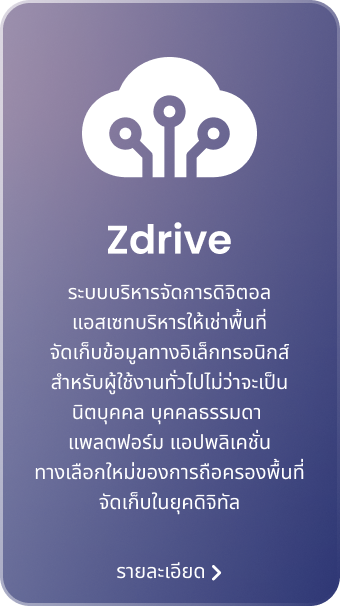 Zdrive
ระบบบริหารจัดการดิจิตอล
แอสเซทบริหารให้เช่าพื้นที่
จัดเก็บข้อมูลทางอิเล็กทรอนิกส์
สำหรับผู้ใช้งานทั่วไปไม่ว่าจะเป็น
นิตบุคคล บุคคลธรรมดา
แพลตฟอร์ม แอปพลิเคชั่น
ทางเลือกใหม่ของการถือครองพื้นที่
จัดเก็บในยุคดิจิทัล
รายละเอียด